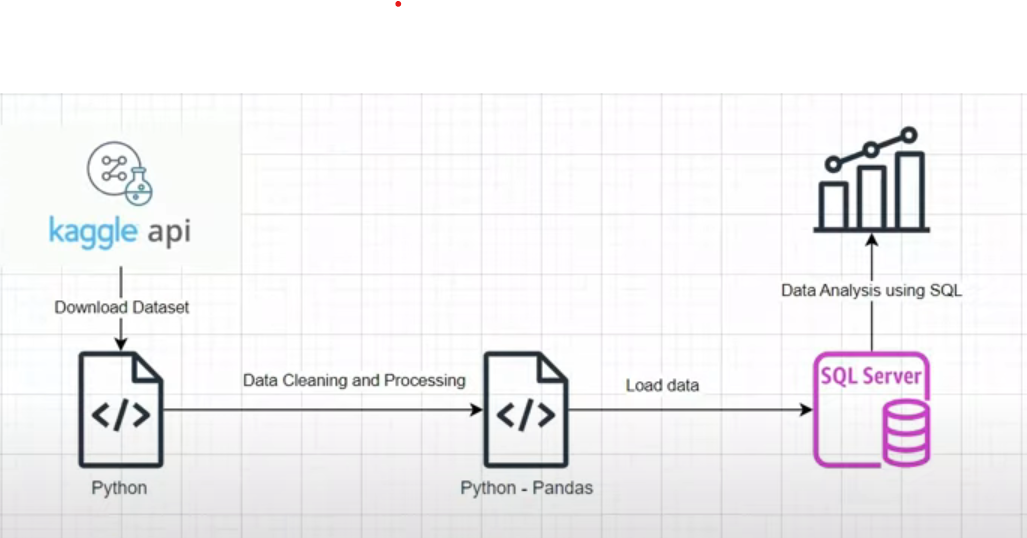 kaggle api
Download Dataset
Data Cleaning and Processing
Load data
Data Analysis using SQL
SQL Server
</>
</>
Python
Python - Pandas